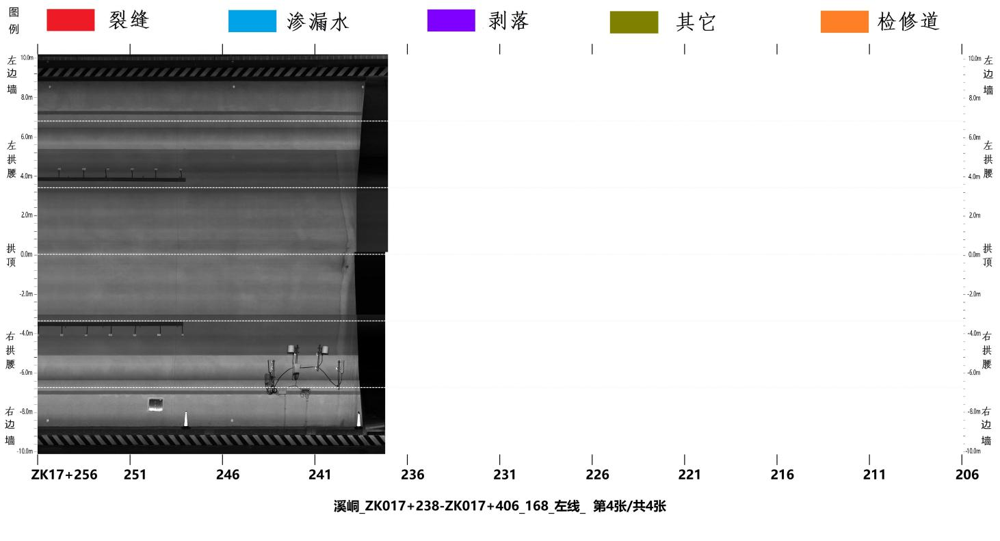 图例 裂缝 渗漏水 剥落 其它 检修道
左边墙 10.0m 10.0m 左边墙
8.0m 8.0m
左拱腰 6.0m 6.0m 左拱腰
4.0m 4.0m
2.0m 2.0m
拱顶 0.0m 0.0m 拱顶
-2.0m -2.0m
右拱腰 -4.0m -4.0m 右拱腰
-6.0m -6.0m
右边墙 -8.0m -8.0m 右边墙
-10.0m -10.0m
ZK17+256 251 246 241 236 231 226 221 216 211 206
溪峒_ZK017+238-ZK017+406_168_左线_ 第4张/共4张